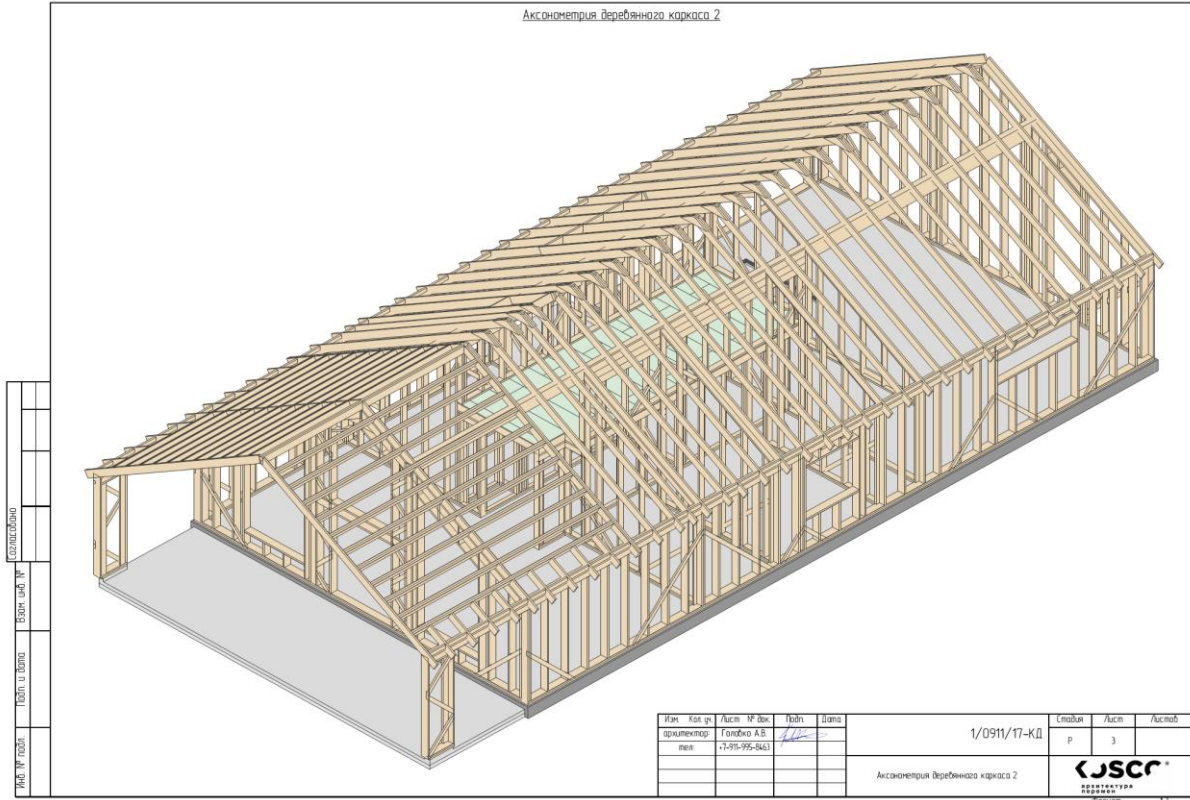 Аксонометрия деревянного каркаса 2
Согласовано
Взам. инв. №
Подп. и дата
Инв. № подл.
Изм. Кол. уч. Лист № док. Подп. Дата
архитектор Головко А.В.
тел: +7-911-995-8463
1/0911/17-КД
Стадия Лист Листов
Р 3
Аксонометрия деревянного каркаса 2
KOSCO
архитектура
перемен